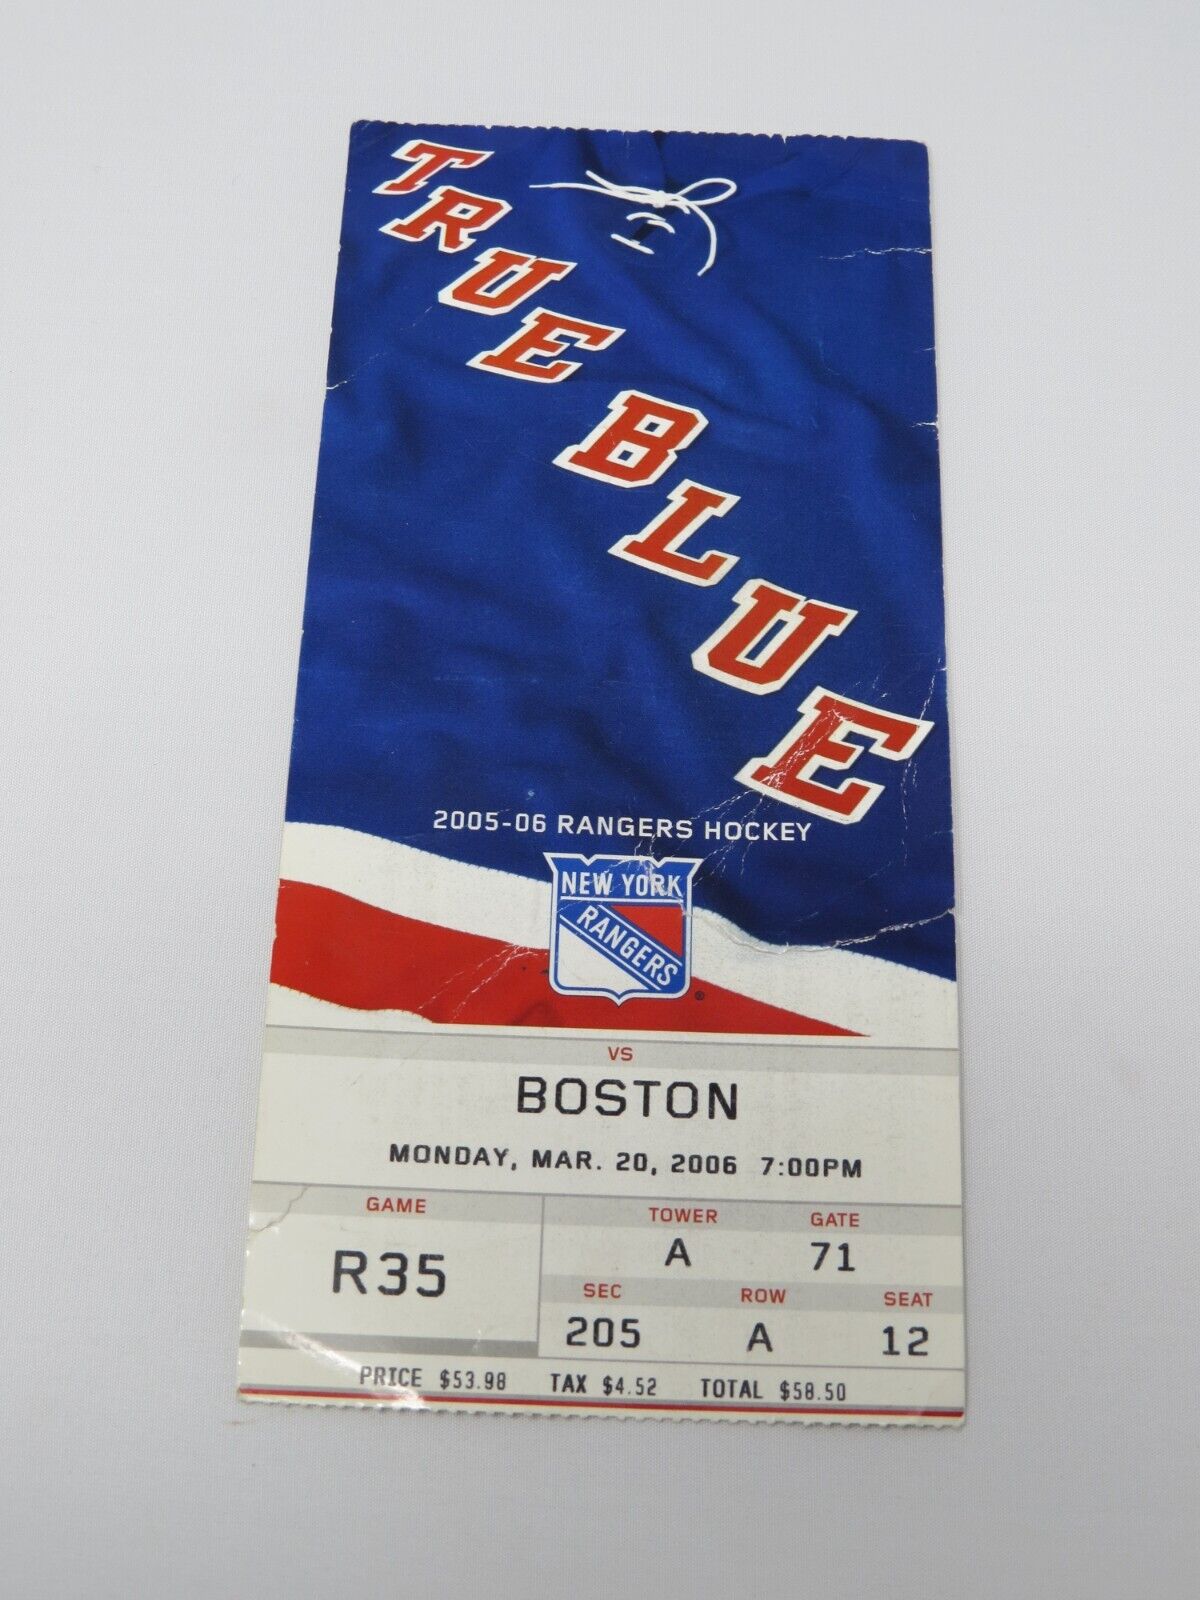 TRUE BLUE
2005-06 RANGERS HOCKEY
NEW YORK
RANGERS
®
VS
BOSTON
MONDAY, MAR. 20, 2006 7:00PM
GAME
R35
TOWER GATE
A 71
SEC ROW SEAT
205 A 12
PRICE $53.98 TAX $4.52 TOTAL $58.50